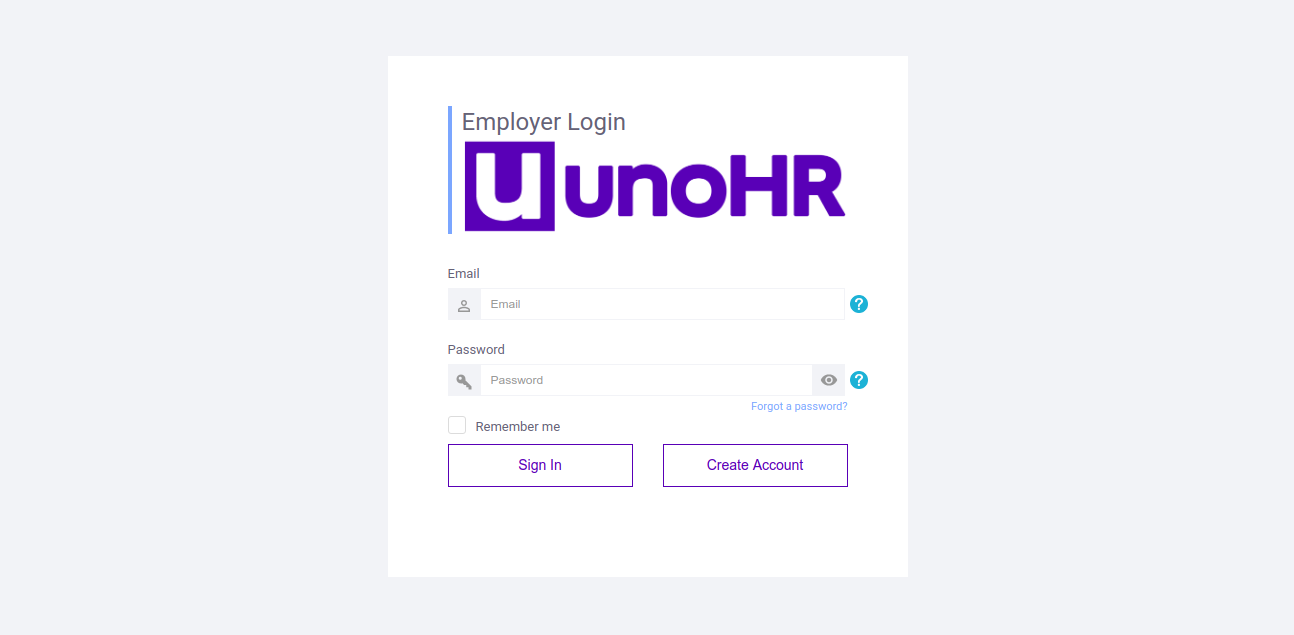 Employer Login
U unoHR
Email
Email
?
Password
Password
?
Forgot a password?
Remember me
Sign In
Create Account